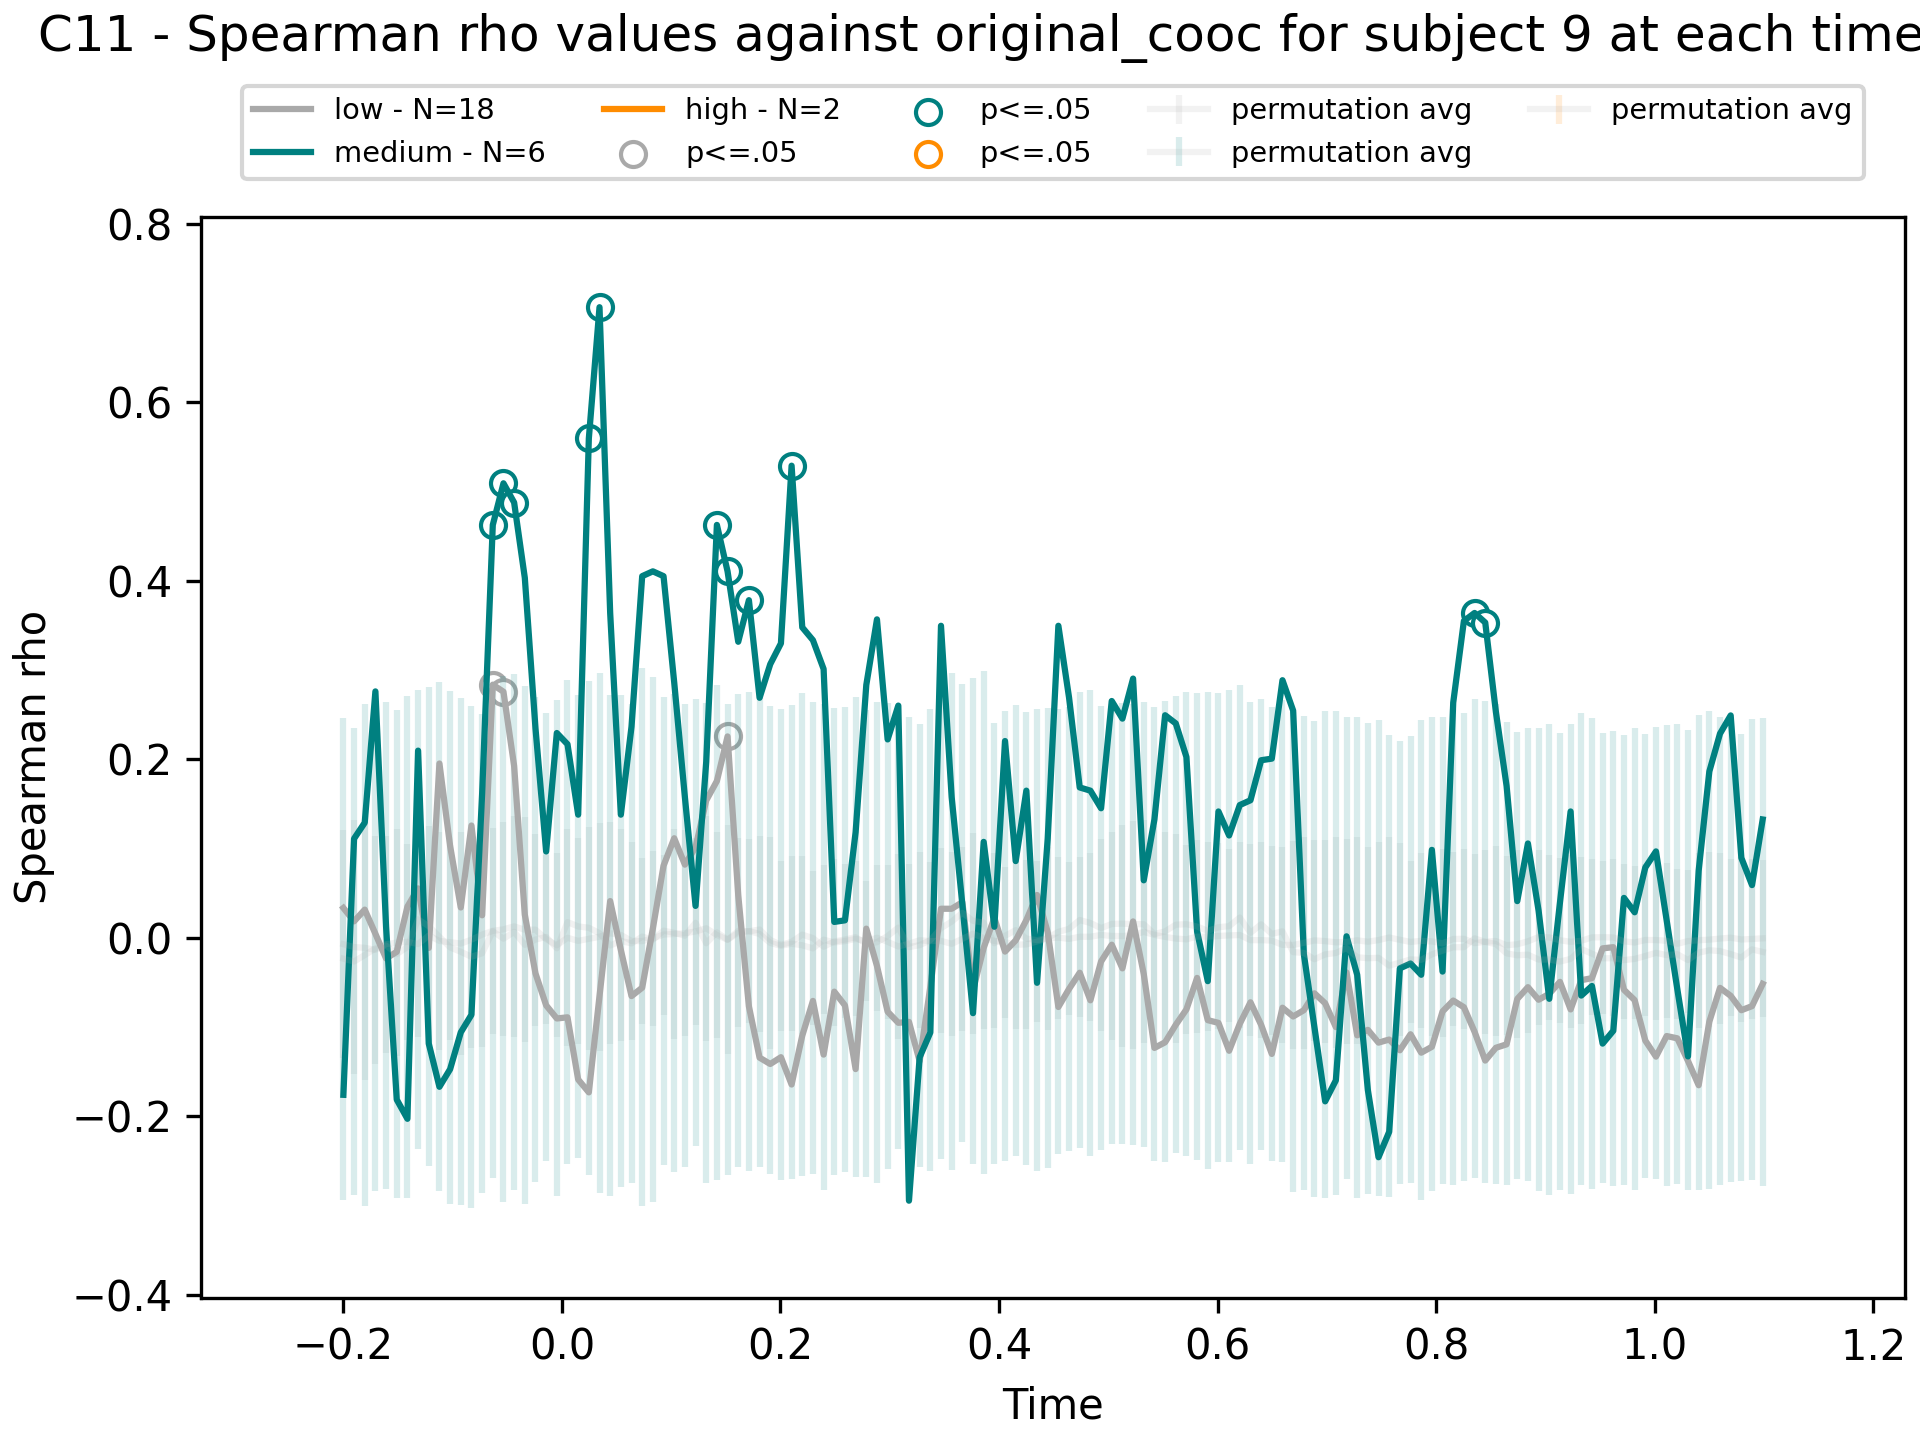 C11 - Spearman rho values against original_cooc for subject 9 at each time
low - N=18 high - N=2 p<=.05 permutation avg permutation avg
medium - N=6 p<=.05 p<=.05 permutation avg
0.8
0.6
0.4
0.2
0.0
−0.2
−0.4
Spearman rho
−0.2 0.0 0.2 0.4 0.6 0.8 1.0 1.2
Time